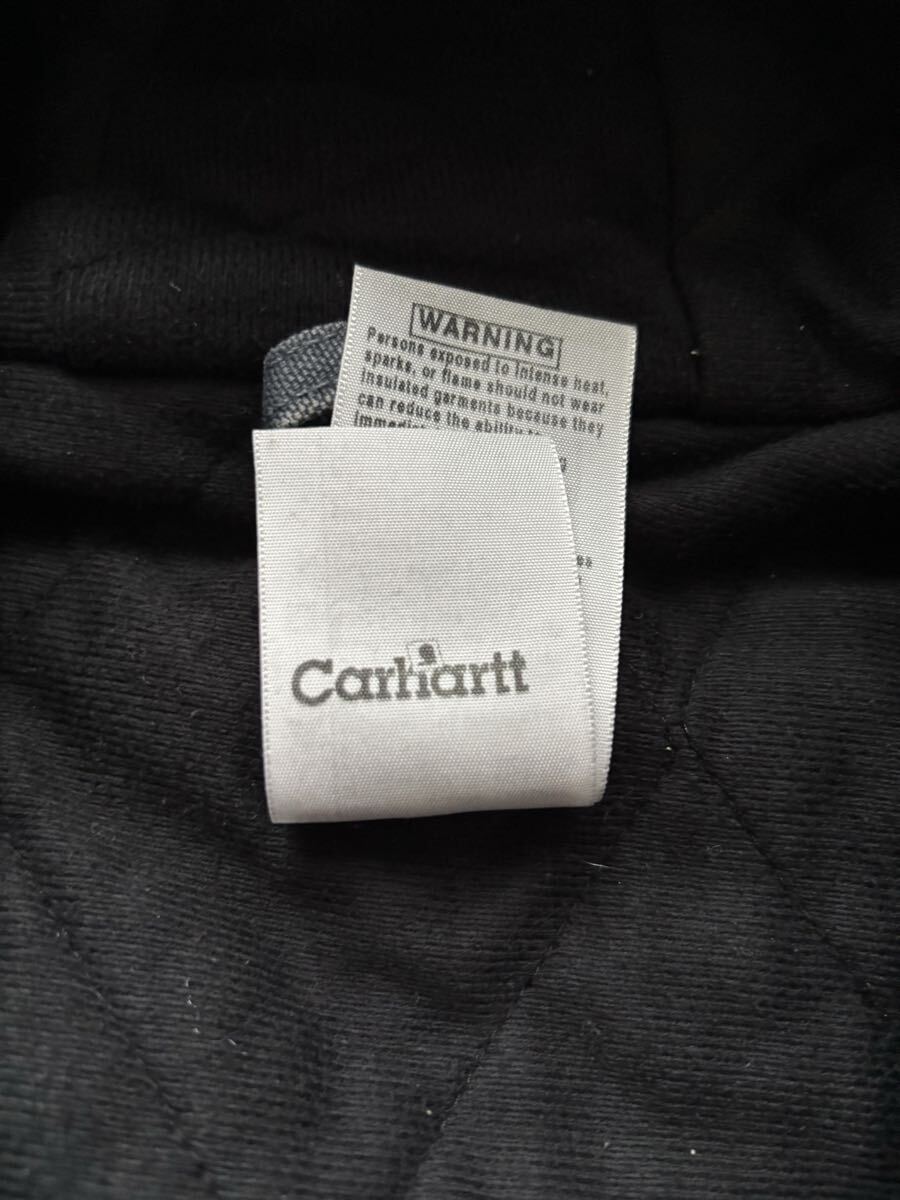 WARNING
Persons exposed to intense heat,
sparks, or flame should not wear
insulated garments because they
can reduce the ability to
Carhartt